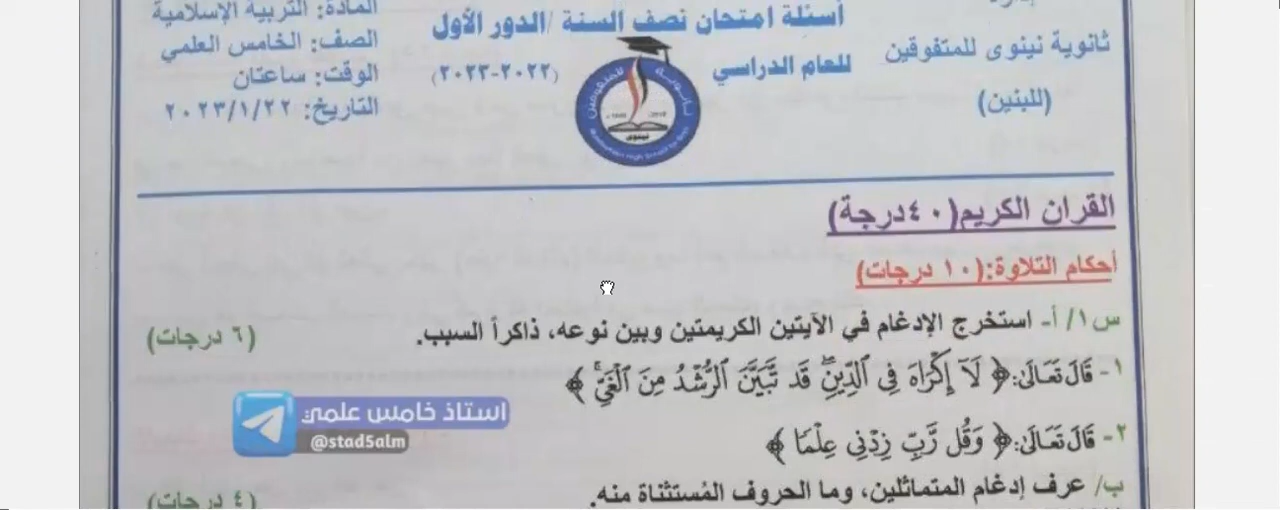 المادة: التربية الإسلامية
أسئلة امتحان نصف السنة /الدور الأول
ثانوية نينوى للمتفوقين
الصف: الخامس العلمي
للعام الدراسي (٢٠٢٢-٢٠٢٣)
(للبنين)
الوقت: ساعتان
التاريخ: ٢٠٢٣/١/٢٢
نينوى
القران الكريم(٤٠درجة)
أحكام التلاوة:(١٠ درجات)
س١/ أ- استخرج الإدغام في الآيتين الكريمتين وبين نوعه، ذاكراً السبب. (٦ درجات)
١- قَالَ تَعَالَىٰ: ﴿ لَآ إِكْرَاهَ فِى ٱلدِّينِۖ قَد تَّبَيَّنَ ٱلرُّشْدُ مِنَ ٱلْغَيِّۚ ﴾
استاذ خامس علمي
@stad5alm
٢- قَالَ تَعَالَىٰ: ﴿ وَقُل رَّبِّ زِدْنِى عِلْمًا ﴾
ب/ عرف إدغام المتماثلين، وما الحروف المُستثناة منه. (٤ درجات)